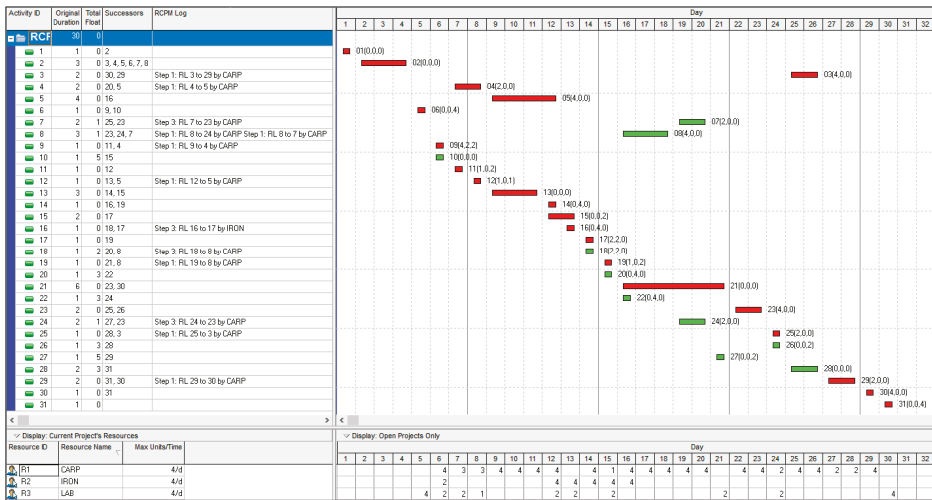 Activity ID Original Duration Total Float Successors RCPM Log Day
1 2 3 4 5 6 7 8 9 10 11 12 13 14 15 16 17 18 19 20 21 22 23 24 25 26 27 28 29 30 31 32
RCF 30 0
1 1 0 2 01(0,0,0)
2 3 0 3, 4, 5, 6, 7, 8 02(0,0,0)
3 2 0 30, 29 Step 1: RL 3 to 29 by CARP 03(4,0,0)
4 2 0 20, 5 Step 1: RL 4 to 5 by CARP 04(2,0,0)
5 4 0 16 05(4,0,0)
6 1 0 9, 10 06(0,0,4)
7 2 1 25, 23 Step 3: RL 7 to 23 by CARP 07(2,0,0)
8 3 1 23, 24, 7 Step 1: RL 8 to 24 by CARP Step 1: RL 8 to 7 by CARP 08(4,0,0)
9 1 0 11, 4 Step 1: RL 9 to 4 by CARP 09(4,2,2)
10 1 5 15 10(0,0,0)
11 1 0 12 11(1,0,2)
12 1 0 13, 5 Step 1: RL 12 to 5 by CARP 12(1,0,1)
13 3 0 14, 15 13(0,0,0)
14 1 0 16, 19 14(0,4,0)
15 2 0 17 15(0,0,2)
16 1 0 18, 17 Step 3: RL 16 to 17 by IRON 16(0,4,0)
17 1 0 19 17(2,2,0)
18 1 2 20, 8 Step 3: RL 18 to 8 by CARP 18(2,2,0)
19 1 0 21, 8 Step 1: RL 19 to 8 by CARP 19(1,0,2)
20 1 3 22 20(0,4,0)
21 6 0 23, 30 21(0,0,0)
22 1 3 24 22(0,4,0)
23 2 0 25, 26 23(4,0,0)
24 2 1 27, 23 Step 3: RL 24 to 23 by CARP 24(2,0,0)
25 1 0 28, 3 Step 1: RL 25 to 3 by CARP 25(2,0,0)
26 1 3 28 26(0,0,2)
27 1 5 29 27(0,0,2)
28 2 3 31 28(0,0,0)
29 2 0 31, 30 Step 1: RL 29 to 30 by CARP 29(2,0,0)
30 1 0 31 30(4,0,0)
31 1 0 31(0,0,4)
Display: Current Project's Resources Display: Open Projects Only
Resource ID Resource Name Max Units/Time Day
1 2 3 4 5 6 7 8 9 10 11 12 13 14 15 16 17 18 19 20 21 22 23 24 25 26 27 28 29 30 31 32
R1 CARP 4/d 4 3 3 4 4 4 4 4 1 4 4 4 4 4 4 4 2 4 4 2 2 4
R2 IRON 4/d 2 4 4 4 4 4
R3 LAB 4/d 4 2 2 1 2 2 2 2 2 4